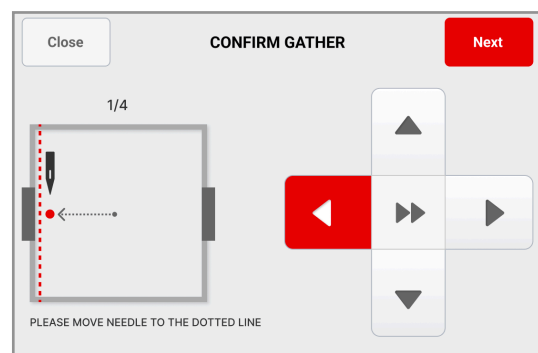 Close
CONFIRM GATHER
Next
1/4
PLEASE MOVE NEEDLE TO THE DOTTED LINE